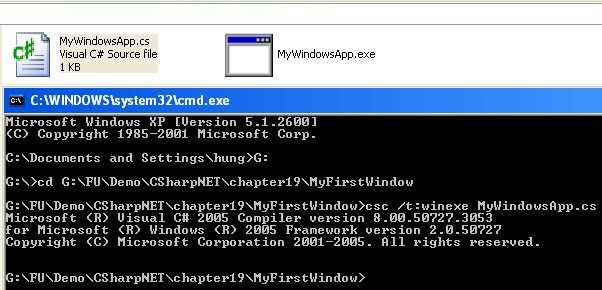 MyWindowsApp.cs
Visual C# Source file
1 KB
MyWindowsApp.exe
C:\WINDOWS\system32\cmd.exe
Microsoft Windows XP [Version 5.1.2600]
(C) Copyright 1985-2001 Microsoft Corp.
C:\Documents and Settings\hung>G:
G:\>cd G:\FU\Demo\CSharpNET\chapter19\MyFirstWindow
G:\FU\Demo\CSharpNET\chapter19\MyFirstWindow>csc /t:winexe MyWindowsApp.cs
Microsoft (R) Visual C# 2005 Compiler version 8.00.50727.3053
for Microsoft (R) Windows (R) 2005 Framework version 2.0.50727
Copyright (C) Microsoft Corporation 2001-2005. All rights reserved.
G:\FU\Demo\CSharpNET\chapter19\MyFirstWindow>